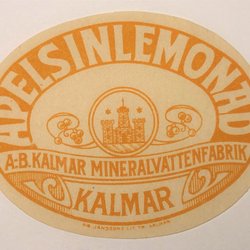 APELSINLEMONAD
A-B. KALMAR MINERALVATTENFABRIK
KALMAR